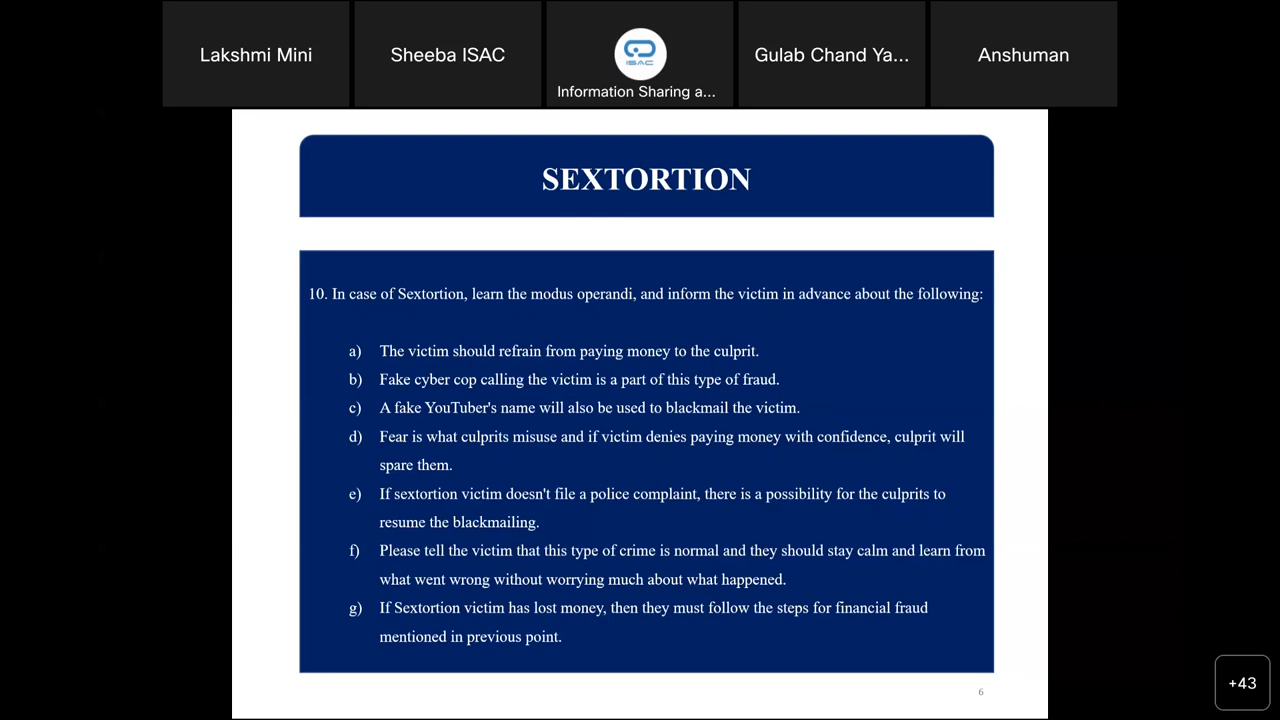 Lakshmi Mini
Sheeba ISAC
ISAC
Information Sharing a...
Gulab Chand Ya...
Anshuman
SEXTORTION
10. In case of Sextortion, learn the modus operandi, and inform the victim in advance about the following:
a) The victim should refrain from paying money to the culprit.
b) Fake cyber cop calling the victim is a part of this type of fraud.
c) A fake YouTuber's name will also be used to blackmail the victim.
d) Fear is what culprits misuse and if victim denies paying money with confidence, culprit will
spare them.
e) If sextortion victim doesn't file a police complaint, there is a possibility for the culprits to
resume the blackmailing.
f) Please tell the victim that this type of crime is normal and they should stay calm and learn from
what went wrong without worrying much about what happened.
g) If Sextortion victim has lost money, then they must follow the steps for financial fraud
mentioned in previous point.
6
+43